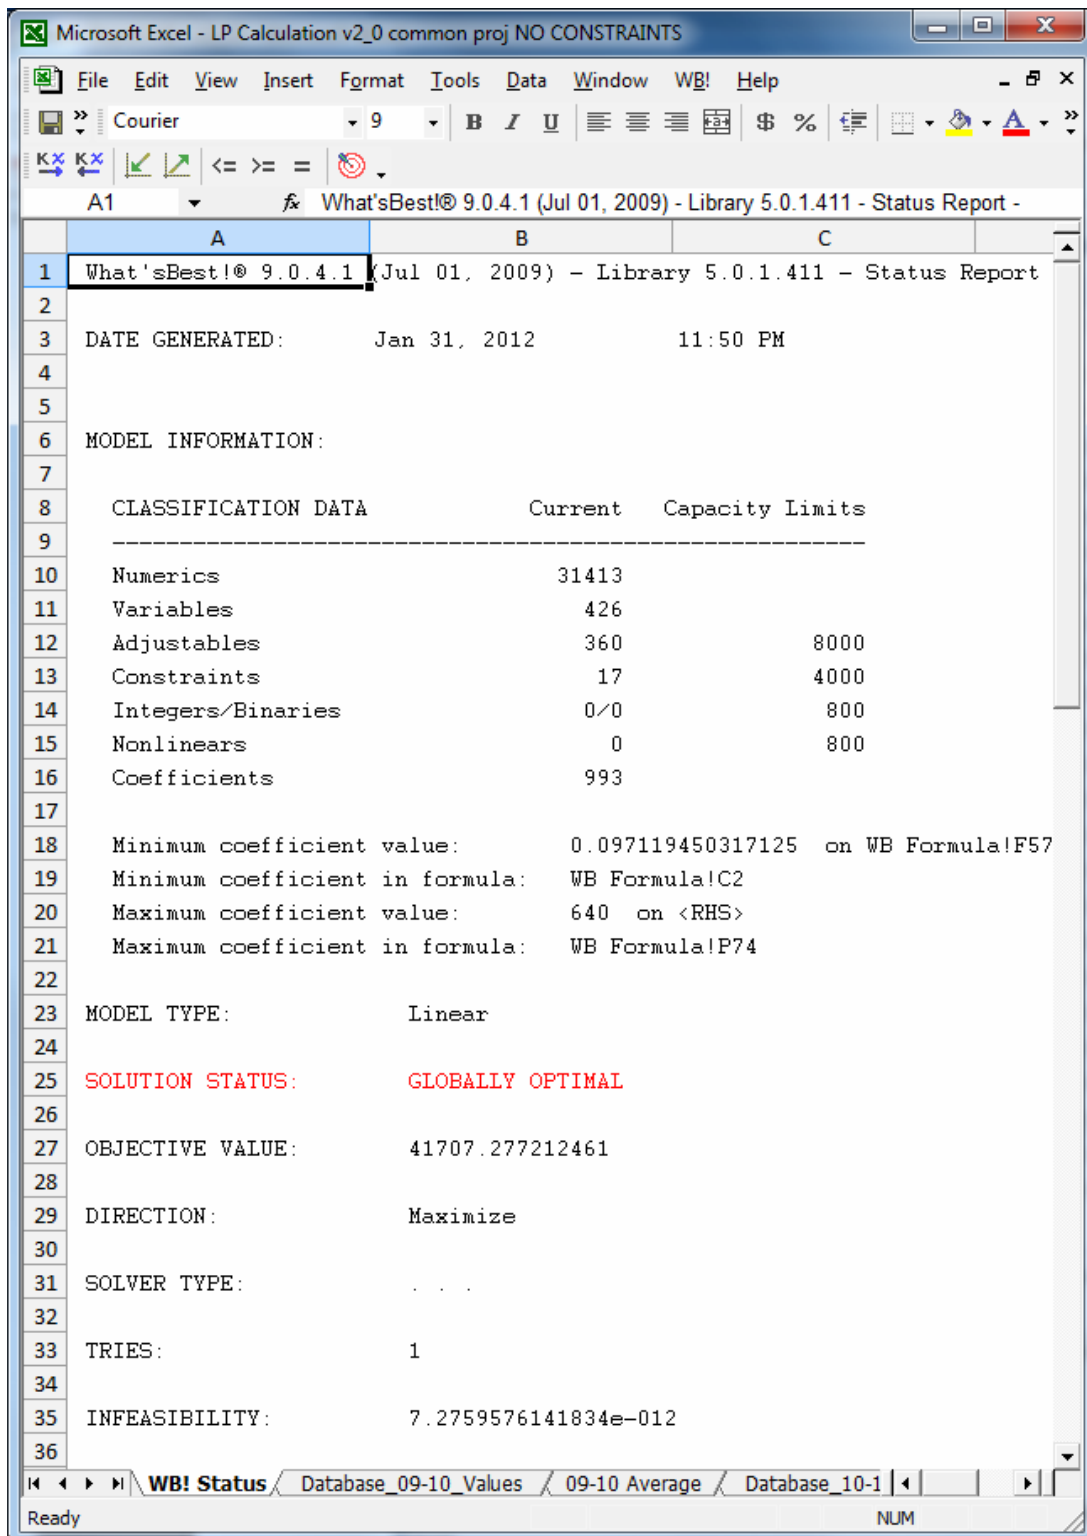 Microsoft Excel - LP Calculation v2_0 common proj NO CONSTRAINTS
File Edit View Insert Format Tools Data Window WB! Help
Courier 9 B I U $ %
<= >= =
A1 fx What'sBest!® 9.0.4.1 (Jul 01, 2009) - Library 5.0.1.411 - Status Report -
A B C
1 What'sBest!® 9.0.4.1 (Jul 01, 2009) - Library 5.0.1.411 - Status Report
2
3 DATE GENERATED: Jan 31, 2012 11:50 PM
4
5
6 MODEL INFORMATION:
7
8 CLASSIFICATION DATA Current Capacity Limits
9 --------------------------------------------------------
10 Numerics 31413
11 Variables 426
12 Adjustables 360 8000
13 Constraints 17 4000
14 Integers/Binaries 0/0 800
15 Nonlinears 0 800
16 Coefficients 993
17
18 Minimum coefficient value: 0.097119450317125 on WB Formula!F57
19 Minimum coefficient in formula: WB Formula!C2
20 Maximum coefficient value: 640 on <RHS>
21 Maximum coefficient in formula: WB Formula!P74
22
23 MODEL TYPE: Linear
24
25 SOLUTION STATUS: GLOBALLY OPTIMAL
26
27 OBJECTIVE VALUE: 41707.277212461
28
29 DIRECTION: Maximize
30
31 SOLVER TYPE: . . .
32
33 TRIES: 1
34
35 INFEASIBILITY: 7.2759576141834e-012
36
WB! Status / Database_09-10_Values / 09-10 Average / Database_10-1
Ready NUM